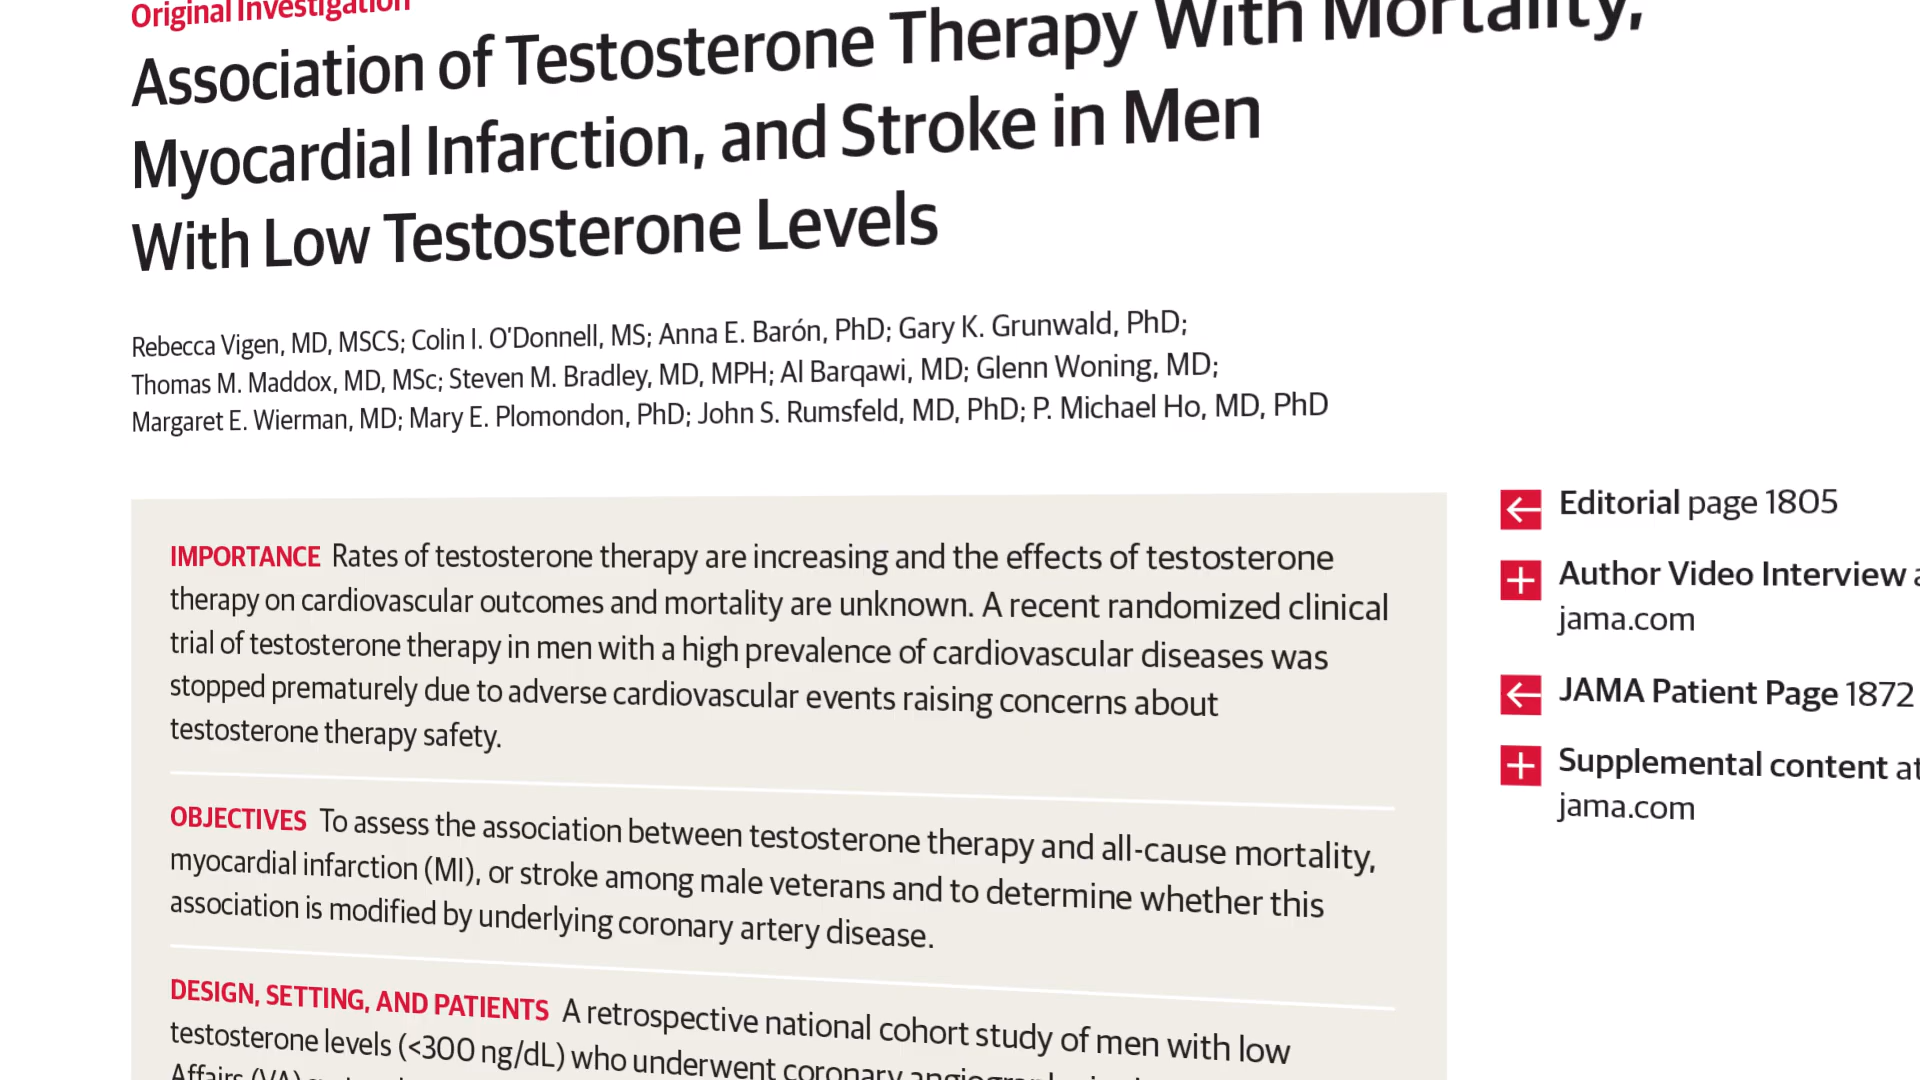 Original Investigation
Association of Testosterone Therapy With Mortality,
Myocardial Infarction, and Stroke in Men
With Low Testosterone Levels
Rebecca Vigen, MD, MSCS; Colin I. O'Donnell, MS; Anna E. Barón, PhD; Gary K. Grunwald, PhD;
Thomas M. Maddox, MD, MSc; Steven M. Bradley, MD, MPH; Al Barqawi, MD; Glenn Woning, MD;
Margaret E. Wierman, MD; Mary E. Plomondon, PhD; John S. Rumsfeld, MD, PhD; P. Michael Ho, MD, PhD
IMPORTANCE Rates of testosterone therapy are increasing and the effects of testosterone
therapy on cardiovascular outcomes and mortality are unknown. A recent randomized clinical
trial of testosterone therapy in men with a high prevalence of cardiovascular diseases was
stopped prematurely due to adverse cardiovascular events raising concerns about
testosterone therapy safety.
OBJECTIVES To assess the association between testosterone therapy and all-cause mortality,
myocardial infarction (MI), or stroke among male veterans and to determine whether this
association is modified by underlying coronary artery disease.
DESIGN, SETTING, AND PATIENTS A retrospective national cohort study of men with low
testosterone levels (<300 ng/dL) who underwent coronary
Affairs (VA)
Editorial page 1805
Author Video Interview
jama.com
JAMA Patient Page 1872
Supplemental content at
jama.com